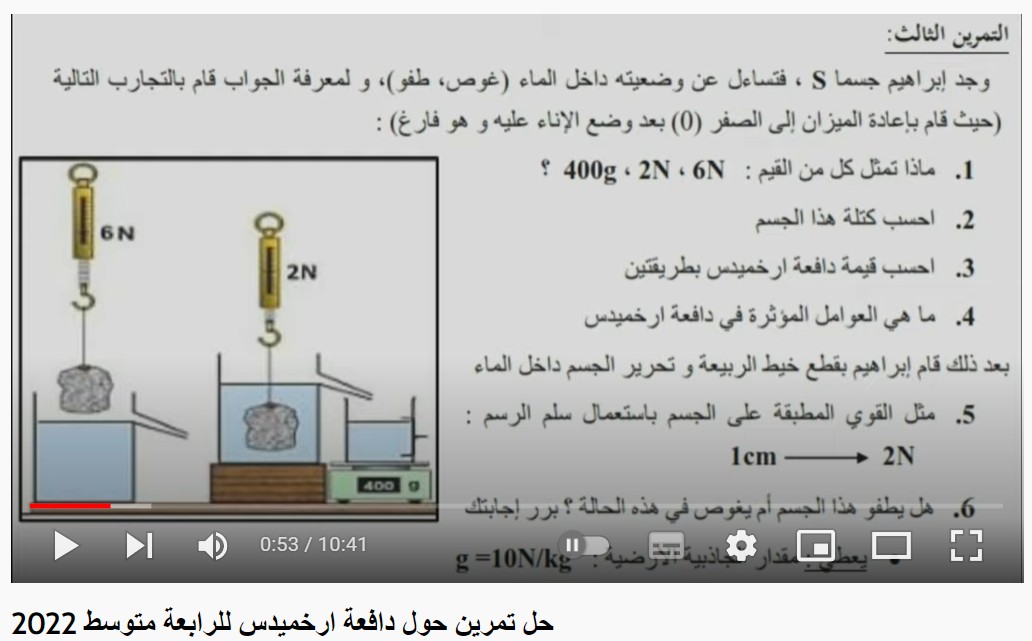 التمرين الثالث:
وجد إبراهيم جسما S ، فتساءل عن وضعيته داخل الماء (غوص، طفو)، و لمعرفة الجواب قام بالتجارب التالية
(حيث قام بإعادة الميزان إلى الصفر (0) بعد وضع الإناء عليه و هو فارغ) :
1. ماذا تمثل كل من القيم : 400g ، 2N ، 6N ؟
2. احسب كتلة هذا الجسم
3. احسب قيمة دافعة ارخميدس بطريقتين
4. ما هي العوامل المؤثرة في دافعة ارخميدس
بعد ذلك قام إبراهيم بقطع خيط الربيعة و تحرير الجسم داخل الماء
5. مثل القوي المطبقة على الجسم باستعمال سلم الرسم :
1cm 2N
6. هل يطفو هذا الجسم أم يغوص في هذه الحالة ؟ برر إجابتك
يعطى : مقدار الجاذبية الأرضية : g =10N/kg
6N
2N
400 g
0:53 / 10:41
حل تمرين حول دافعة ارخميدس للرابعة متوسط 2022